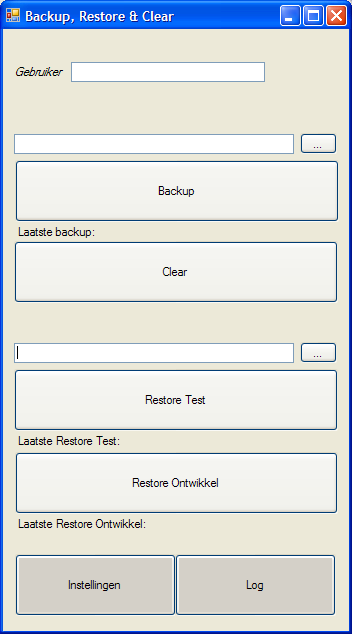 Backup, Restore & Clear
Gebruiker
...
Backup
Laatste backup:
Clear
...
Restore Test
Laatste Restore Test:
Restore Ontwikkel
Laatste Restore Ontwikkel:
Instellingen Log